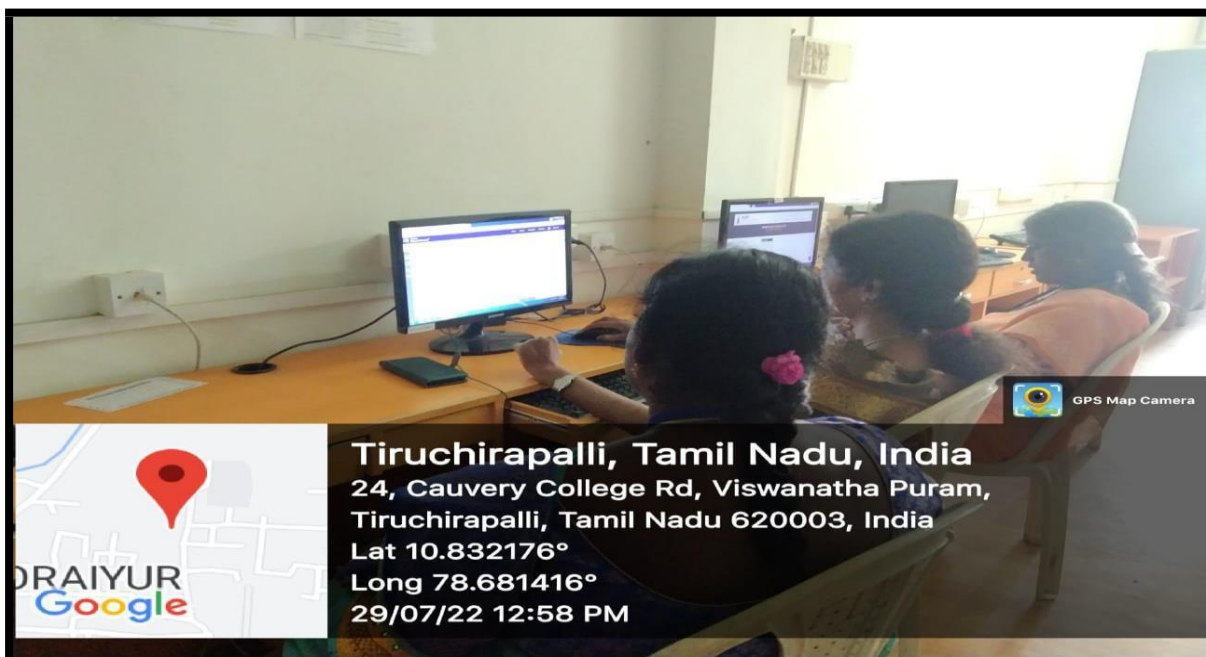 GPS Map Camera
Tiruchirapalli, Tamil Nadu, India
24, Cauvery College Rd, Viswanatha Puram,
Tiruchirapalli, Tamil Nadu 620003, India
Lat 10.832176°
Long 78.681416°
29/07/22 12:58 PM
ORAIYUR
Google